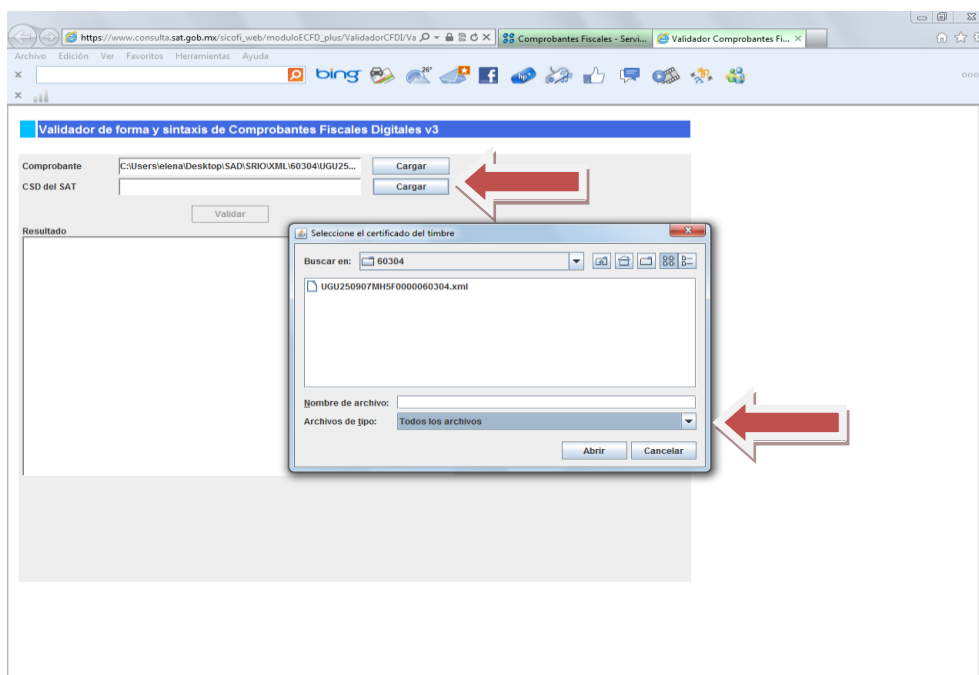 https://www.consulta.sat.gob.mx/sicofi_web/moduloECFD_plus/ValidadorCFDI/Va
Comprobantes Fiscales - Servi...
Validador Comprobantes Fi...
Archivo Edición Ver Favoritos Herramientas Ayuda
bing
26°
hp
Validador de forma y sintaxis de Comprobantes Fiscales Digitales v3
Comprobante C:\Users\elena\Desktop\SAD\SRIO\XML\60304\UGU25... Cargar
CSD del SAT Cargar
Validar
Resultado
Seleccione el certificado del timbre
Buscar en: 60304
UGU250907MH5F0000060304.xml
Nombre de archivo:
Archivos de tipo: Todos los archivos
Abrir Cancelar